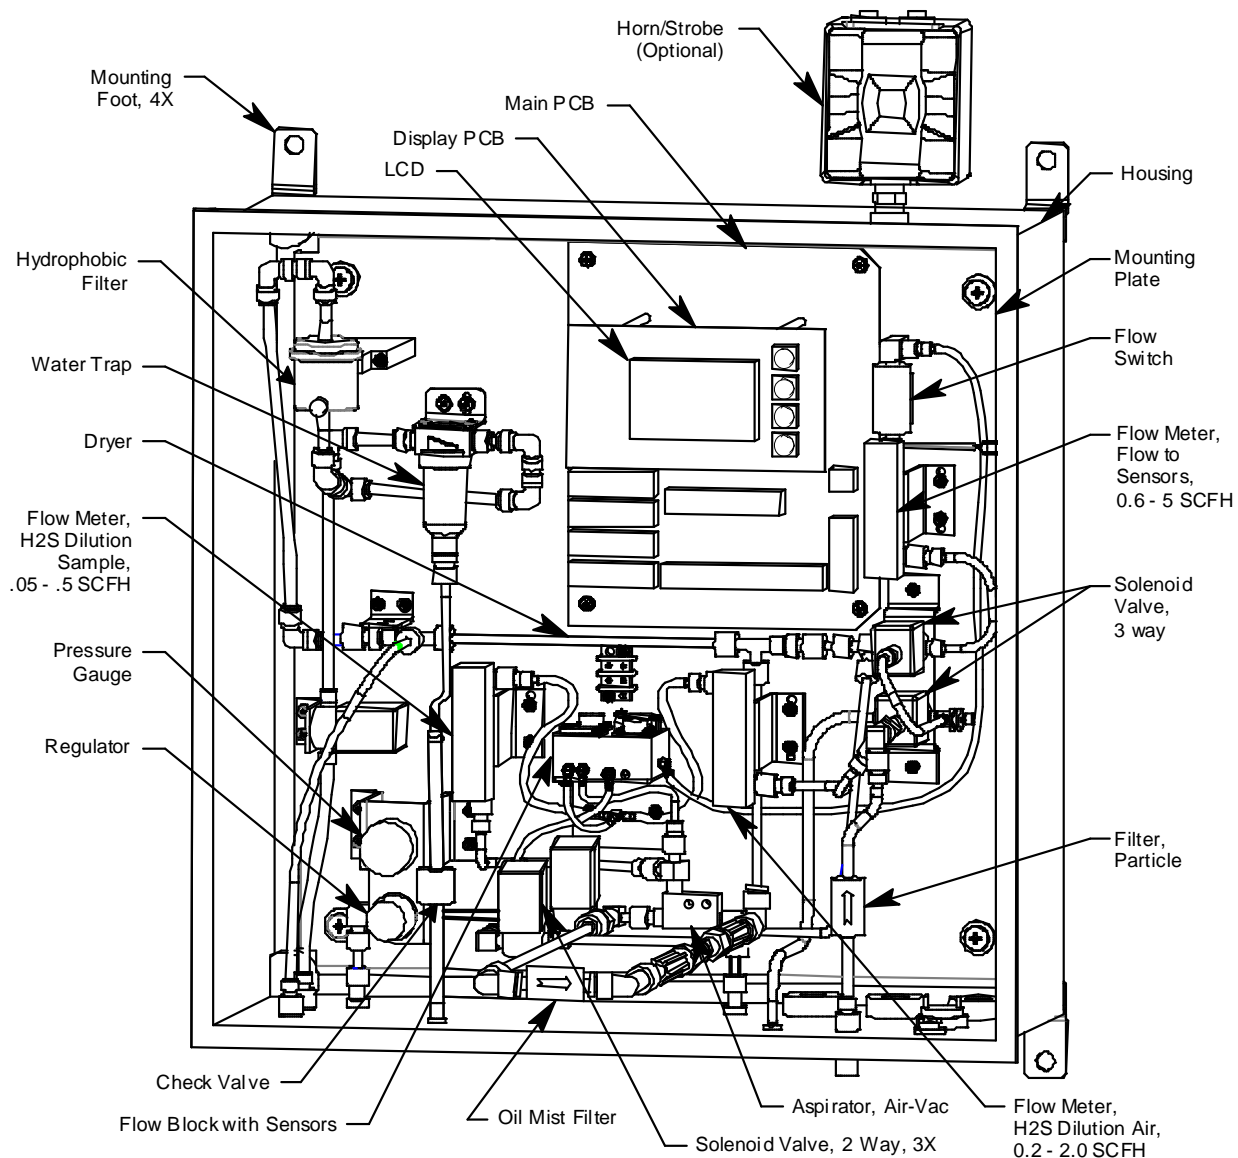 Horn/Strobe
(Optional)
Mounting
Foot, 4X
Main PCB
Display PCB
LCD
Housing
Hydrophobic
Filter
Mounting
Plate
Water Trap
Flow
Switch
Dryer
Flow Meter,
Flow to
Sensors,
0.6 - 5 SCFH
Flow Meter,
H2S Dilution
Sample,
.05 - .5 SCFH
Solenoid
Valve,
3 way
Pressure
Gauge
Regulator
Filter,
Particle
Check Valve
Flow Block with Sensors
Oil Mist Filter
Solenoid Valve, 2 Way, 3X
Aspirator, Air-Vac
Flow Meter,
H2S Dilution Air,
0.2 - 2.0 SCFH